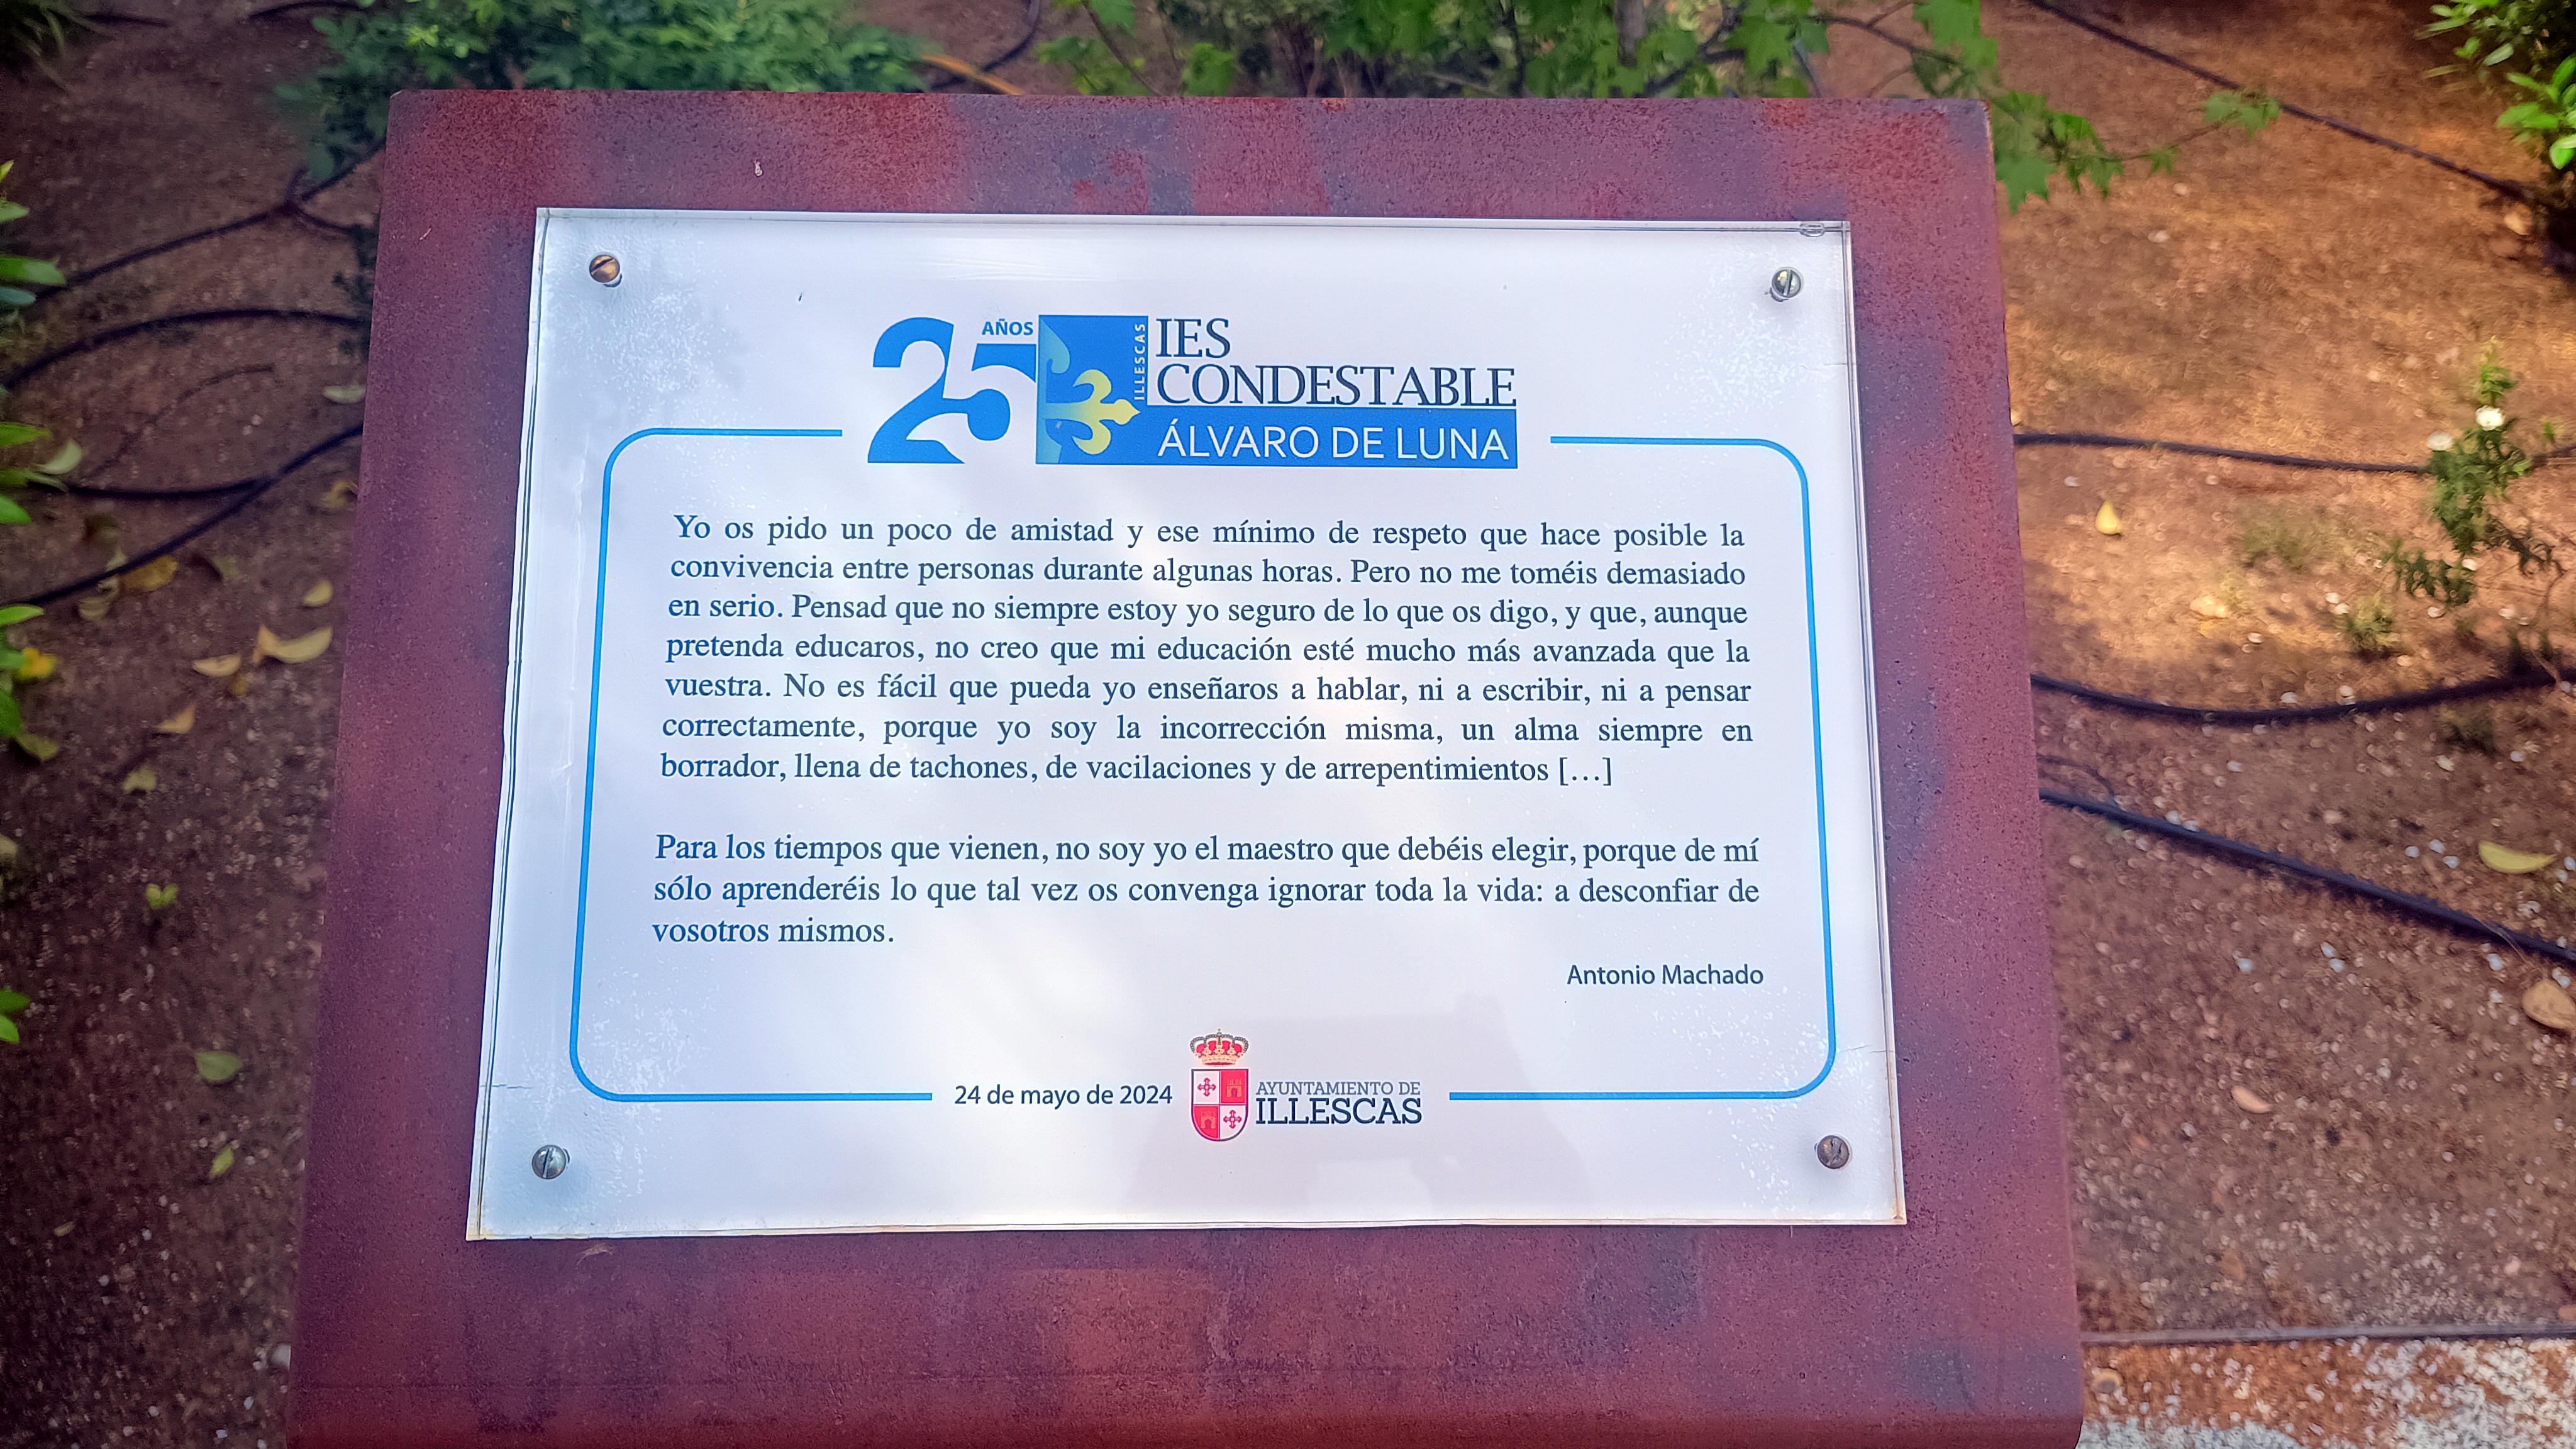 25 AÑOS
ILLESCAS
IES
CONDESTABLE
ÁLVARO DE LUNA
Yo os pido un poco de amistad y ese mínimo de respeto que hace posible la
convivencia entre personas durante algunas horas. Pero no me toméis demasiado
en serio. Pensad que no siempre estoy yo seguro de lo que os digo, y que, aunque
pretenda educaros, no creo que mi educación esté mucho más avanzada que la
vuestra. No es fácil que pueda yo enseñaros a hablar, ni a escribir, ni a pensar
correctamente, porque yo soy la incorrección misma, un alma siempre en
borrador, llena de tachones, de vacilaciones y de arrepentimientos […]
Para los tiempos que vienen, no soy yo el maestro que debéis elegir, porque de mí
sólo aprenderéis lo que tal vez os convenga ignorar toda la vida: a desconfiar de
vosotros mismos.
Antonio Machado
24 de mayo de 2024
AYUNTAMIENTO DE
ILLESCAS